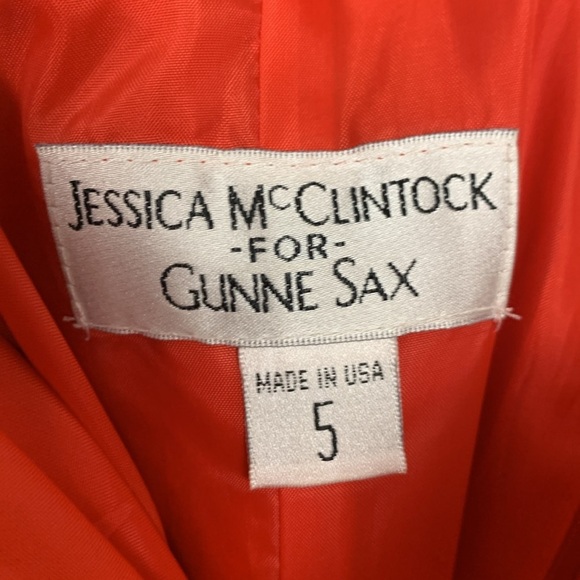 JESSICA McCLINTOCK
-FOR-
GUNNE SAX
MADE IN USA
5